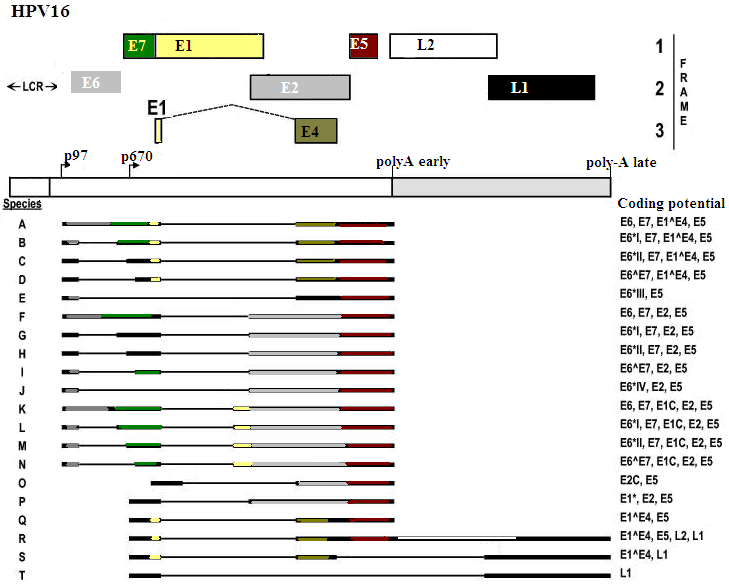 HPV16
E7 E1 E5 L2 1
LCR E6 E2 L1 2
E1 E4 3
FRAME
p97 p670 polyA early poly-A late
Species Coding potential
A E6, E7, E1^E4, E5
B E6*I, E7, E1^E4, E5
C E6*II, E7, E1^E4, E5
D E6^E7, E1^E4, E5
E E6*III, E5
F E6, E7, E2, E5
G E6*I, E7, E2, E5
H E6*II, E7, E2, E5
I E6^E7, E2, E5
J E6*IV, E2, E5
K E6, E7, E1C, E2, E5
L E6*I, E7, E1C, E2, E5
M E6*II, E7, E1C, E2, E5
N E6^E7, E1C, E2, E5
O E2C, E5
P E1*, E2, E5
Q E1^E4, E5
R E1^E4, E5, L2, L1
S E1^E4, L1
T L1